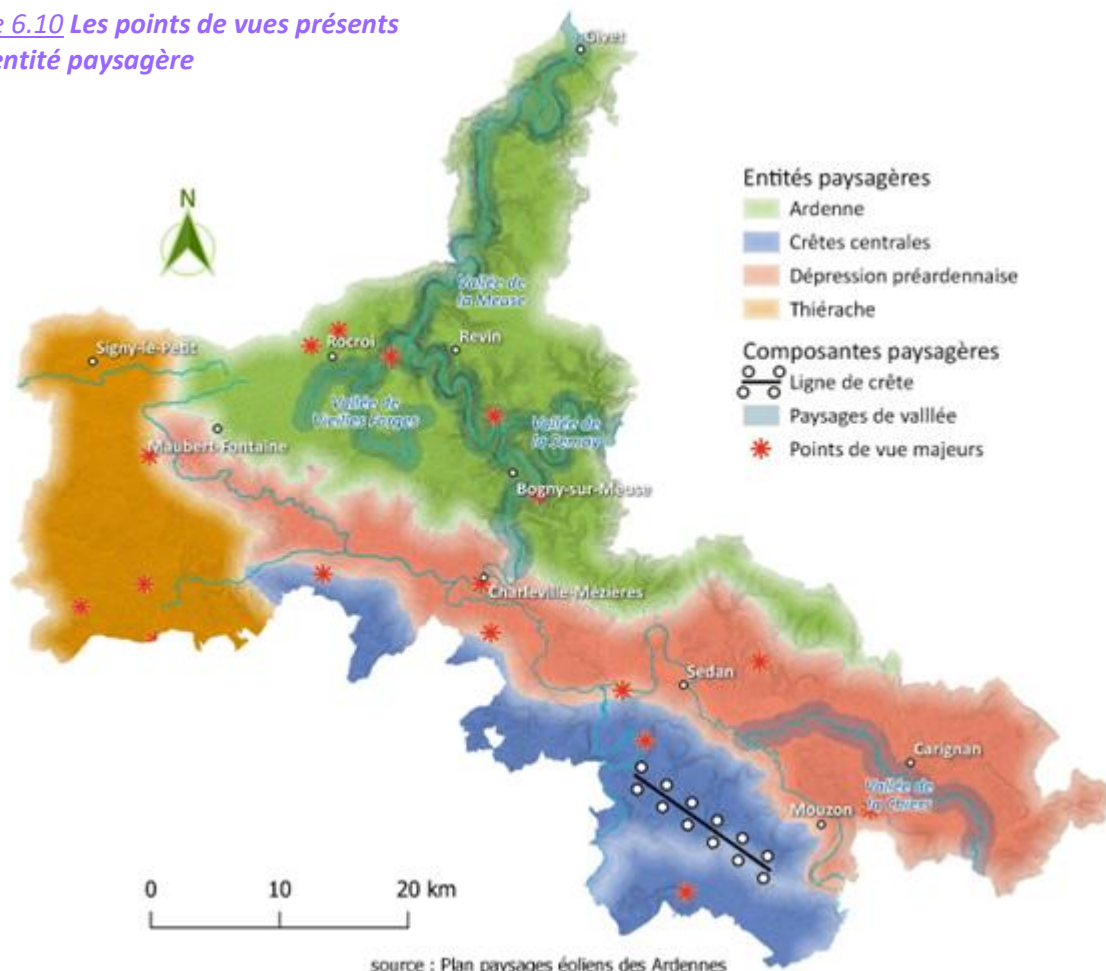 e 6.10 Les points de vues présents
entité paysagère
Givet
N
Entités paysagères
Ardenne
Crêtes centrales
Dépression préardennaise
Thiérache
Composantes paysagères
Ligne de crête
Paysages de valllée
Points de vue majeurs
Vallée de
la Meuse
Signy-le-Petit
Rocroi
Revin
Vallée de
Vieilles Forges
Vallée de
la Semoy
Maubert-Fontaine
Bogny-sur-Meuse
Charleville-Mézières
Sedan
Carignan
Vallée de
la Chiers
Mouzon
0 10 20 km
source : Plan paysages éoliens des Ardennes